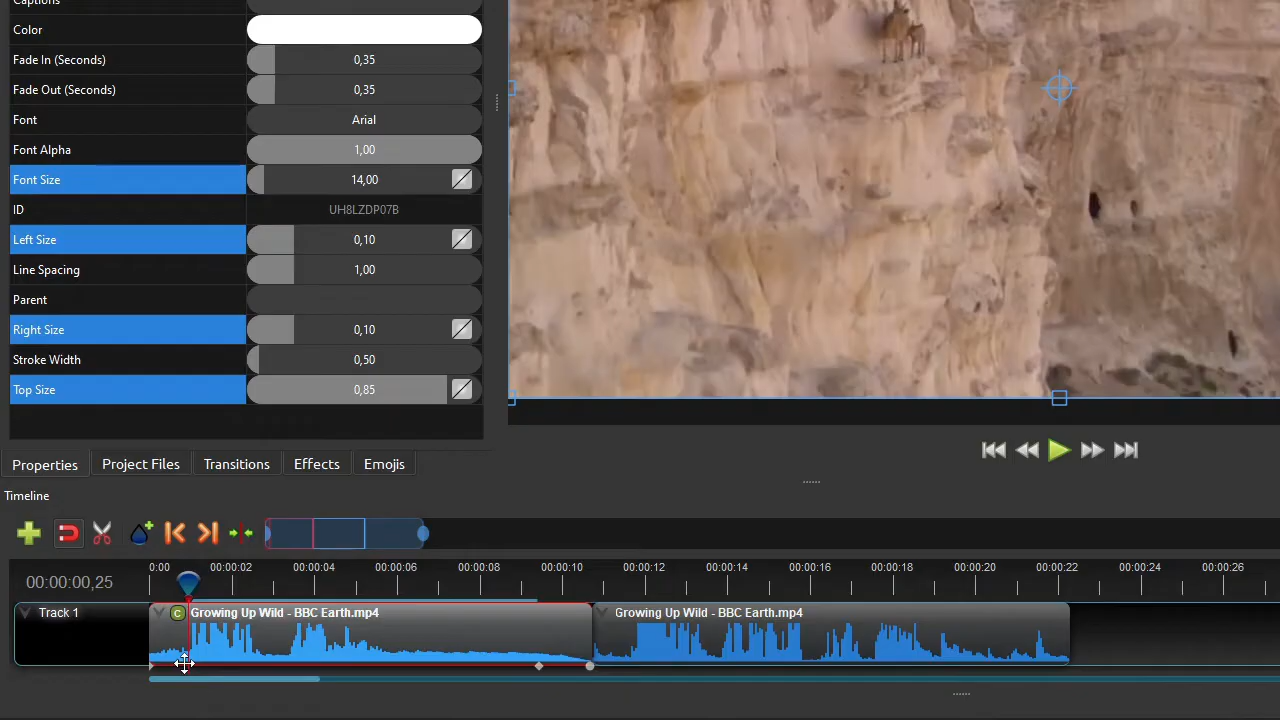 Captions
Color
Fade In (Seconds) 0,35
Fade Out (Seconds) 0,35
Font Arial
Font Alpha 1,00
Font Size 14,00
ID UH8LZDP07B
Left Size 0,10
Line Spacing 1,00
Parent
Right Size 0,10
Stroke Width 0,50
Top Size 0,85
Properties Project Files Transitions Effects Emojis
Timeline
0:00 00:00:02 00:00:04 00:00:06 00:00:08 00:00:10 00:00:12 00:00:14 00:00:16 00:00:18 00:00:20 00:00:22 00:00:24 00:00:26
00:00:00,25
Track 1 C Growing Up Wild - BBC Earth.mp4 Growing Up Wild - BBC Earth.mp4